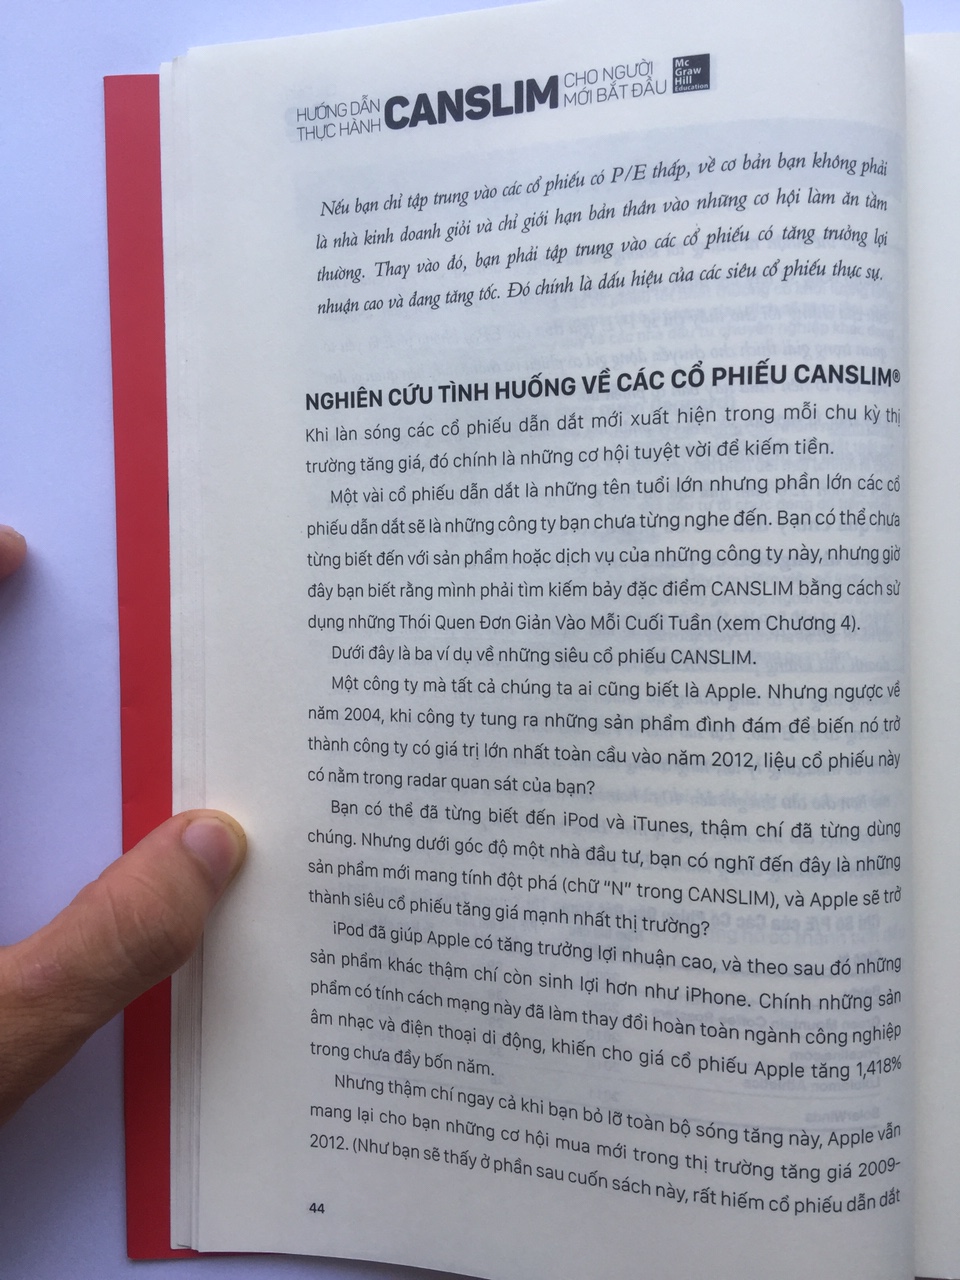 HƯỚNG DẪN
THỰC HÀNH
CANSLIM
CHO NGƯỜI
MỚI BẮT ĐẦU
Mc
Graw
Hill
Education
Nếu bạn chỉ tập trung vào các cổ phiếu có P/E thấp, về cơ bản bạn không phải
là nhà kinh doanh giỏi và chỉ giới hạn bản thân vào những cơ hội làm ăn tầm
thường. Thay vào đó, bạn phải tập trung vào các cổ phiếu có tăng trưởng lợi
nhuận cao và đang tăng tốc. Đó chính là dấu hiệu của các siêu cổ phiếu thực sự.
NGHIÊN CỨU TÌNH HUỐNG VỀ CÁC CỔ PHIẾU CANSLIM®
Khi làn sóng các cổ phiếu dẫn dắt mới xuất hiện trong mỗi chu kỳ thị
trường tăng giá, đó chính là những cơ hội tuyệt vời để kiếm tiền.
Một vài cổ phiếu dẫn dắt là những tên tuổi lớn nhưng phần lớn các cổ
phiếu dẫn dắt sẽ là những công ty bạn chưa từng nghe đến. Bạn có thể chưa
từng biết đến với sản phẩm hoặc dịch vụ của những công ty này, nhưng giờ
đây bạn biết rằng mình phải tìm kiếm bảy đặc điểm CANSLIM bằng cách sử
dụng những Thói Quen Đơn Giản Vào Mỗi Cuối Tuần (xem Chương 4).
Dưới đây là ba ví dụ về những siêu cổ phiếu CANSLIM.
Một công ty mà tất cả chúng ta ai cũng biết là Apple. Nhưng ngược về
năm 2004, khi công ty tung ra những sản phẩm đình đám để biến nó trở
thành công ty có giá trị lớn nhất toàn cầu vào năm 2012, liệu cổ phiếu này
có nằm trong radar quan sát của bạn?
Bạn có thể đã từng biết đến iPod và iTunes, thậm chí đã từng dùng
chúng. Nhưng dưới góc độ một nhà đầu tư, bạn có nghĩ đến đây là những
sản phẩm mới mang tính đột phá (chữ "N" trong CANSLIM), và Apple sẽ trở
thành siêu cổ phiếu tăng giá mạnh nhất thị trường?
iPod đã giúp Apple có tăng trưởng lợi nhuận cao, và theo sau đó những
sản phẩm khác thậm chí còn sinh lợi hơn như iPhone. Chính những sản
phẩm có tính cách mạng này đã làm thay đổi hoàn toàn ngành công nghiệp
âm nhạc và điện thoại di động, khiến cho giá cổ phiếu Apple tăng 1,418%
trong chưa đầy bốn năm.
Nhưng thậm chí ngay cả khi bạn bỏ lỡ toàn bộ sóng tăng này, Apple vẫn
mang lại cho bạn những cơ hội mua mới trong thị trường tăng giá 2009-
2012. (Như bạn sẽ thấy ở phần sau cuốn sách này, rất hiếm cổ phiếu dẫn dắt
44